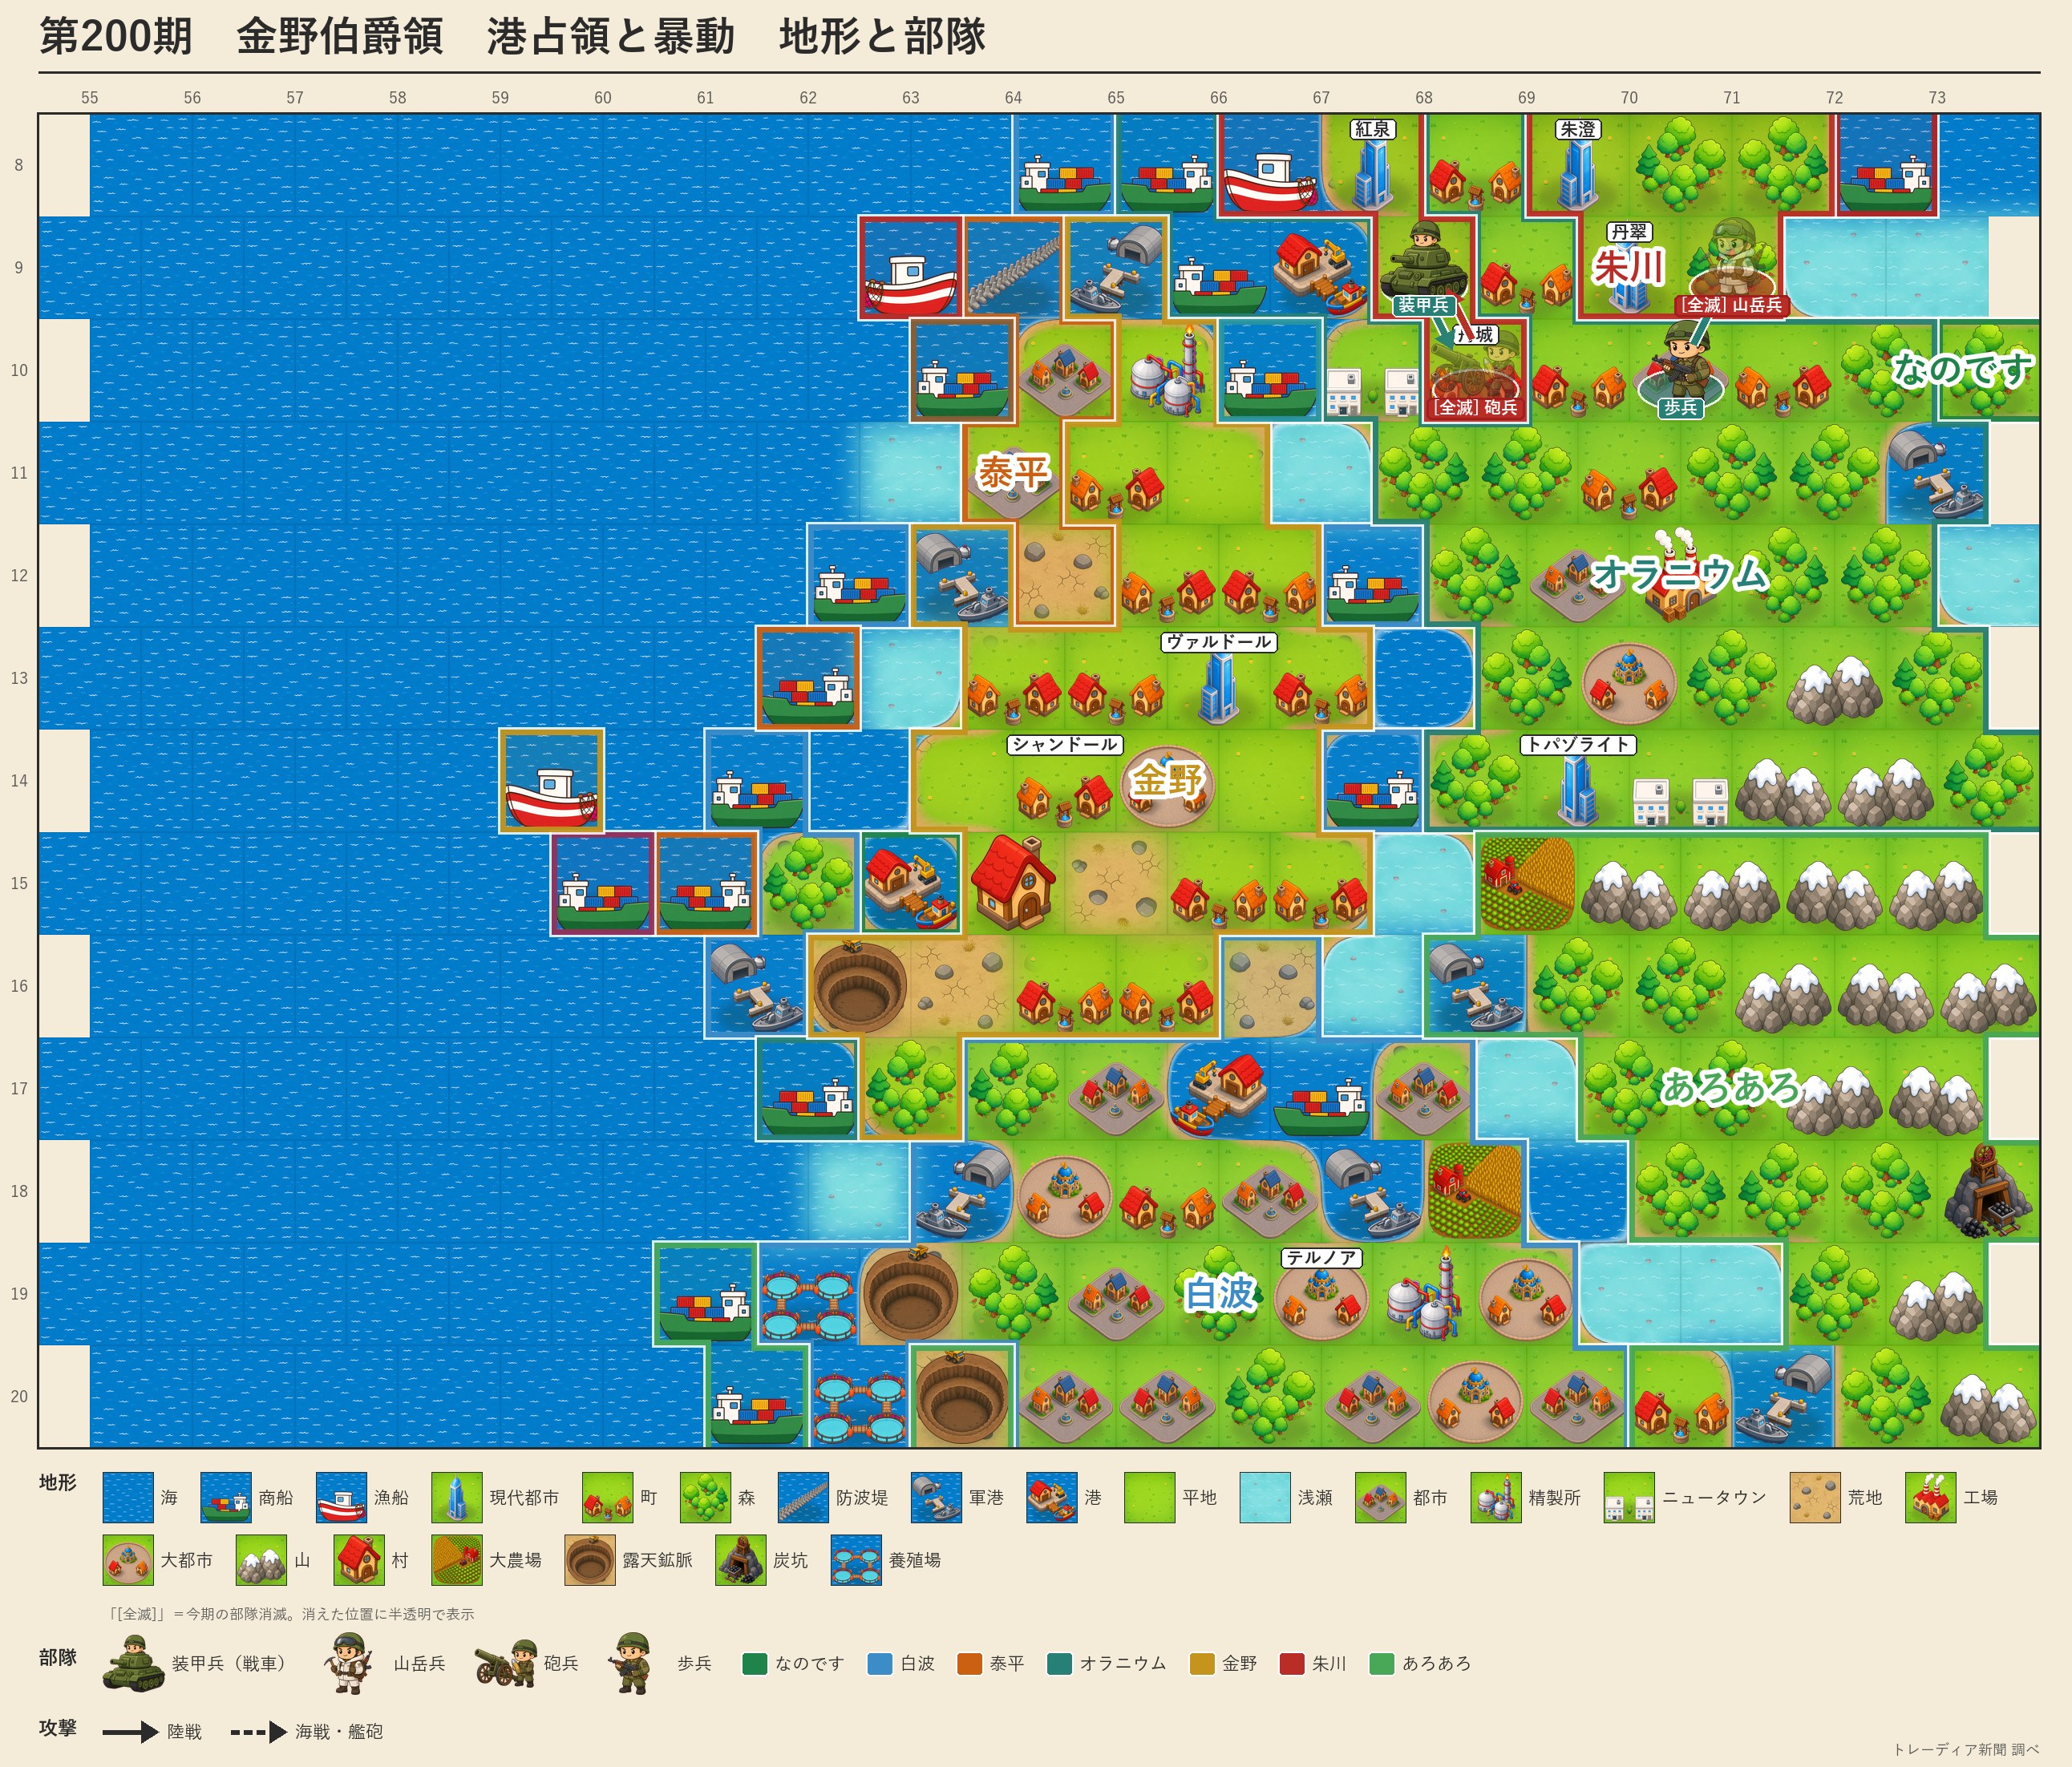 第200期 金野伯爵領 港占領と暴動 地形と部隊
55 56 57 58 59 60 61 62 63 64 65 66 67 68 69 70 71 72 73
8 紅泉 朱澄
9 丹翠
朱川
装甲兵 [全滅] 山岳兵
城
10 なのです
[全滅] 砲兵 歩兵
11 泰平
12 オラニウム
ヴァルドール
13
シャンドール トパゾライト
14 金野
15
16
17 あろあろ
18
テルノア
19 白波
20
地形 海 商船 漁船 現代都市 町 森 防波堤 軍港 港 平地 浅瀬 都市 精製所 ニュータウン 荒地 工場
大都市 山 村 大農場 露天鉱脈 炭坑 養殖場
「[全滅]」＝今期の部隊消滅。消えた位置に半透明で表示
部隊 装甲兵（戦車） 山岳兵 砲兵 歩兵 なのです 白波 泰平 オラニウム 金野 朱川 あろあろ
攻撃 陸戦 海戦・艦砲
トレーディア新聞 調べ